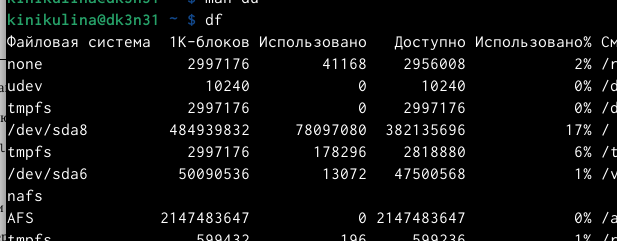 kinikulina@dk3n31 ~ $ man du
kinikulina@dk3n31 ~ $ df
Файловая система 1K-блоков Использовано Доступно Использовано% См
none 2997176 41168 2956008 2% /r
udev 10240 0 10240 0% /d
tmpfs 2997176 0 2997176 0% /d
/dev/sda8 484939832 78097080 382135696 17% /
tmpfs 2997176 178296 2818880 6% /t
/dev/sda6 50090536 13072 47500568 1% /v
nafs
AFS 2147483647 0 2147483647 0% /a
tmpfs 599432 196 599236 1% /r